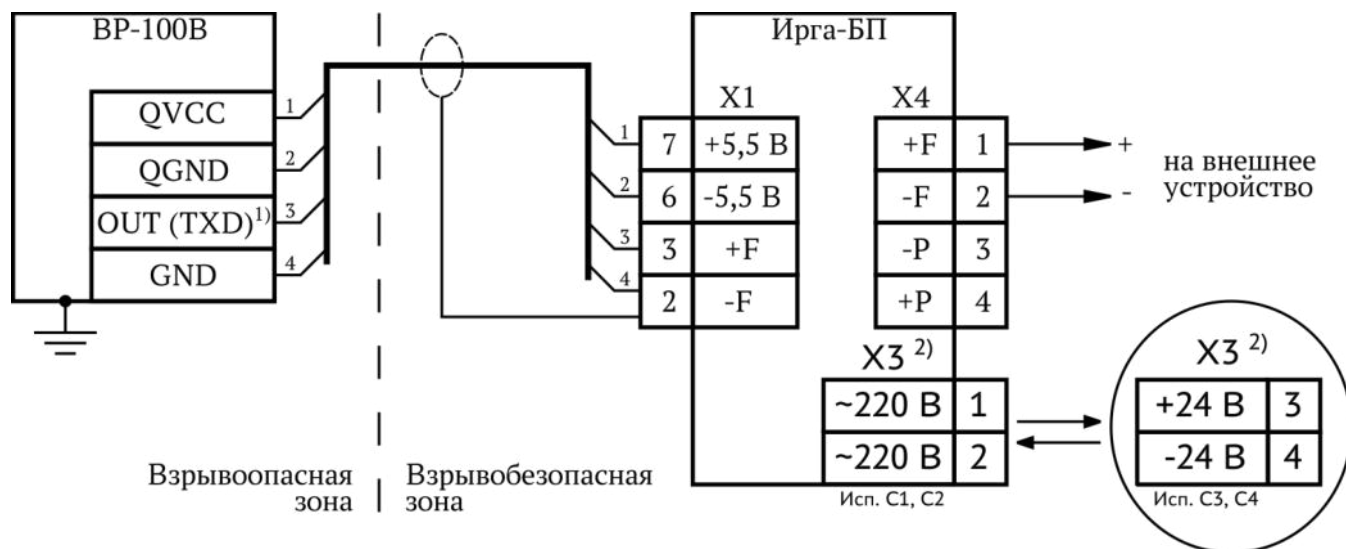 ВР-100В
QVCC
1
QGND
2
OUT (TXD)1)
3
GND
4
Взрывоопасная
зона
Взрывобезопасная
зона
Ирга-БП
X1
1
7
+5,5 В
2
6
-5,5 В
3
3
+F
4
2
-F
X4
+F
1
+
-F
2
-
-P
3
+P
4
на внешнее
устройство
X3 2)
~220 В
1
~220 В
2
Исп. С1, С2
X3 2)
+24 В
3
-24 В
4
Исп. С3, С4